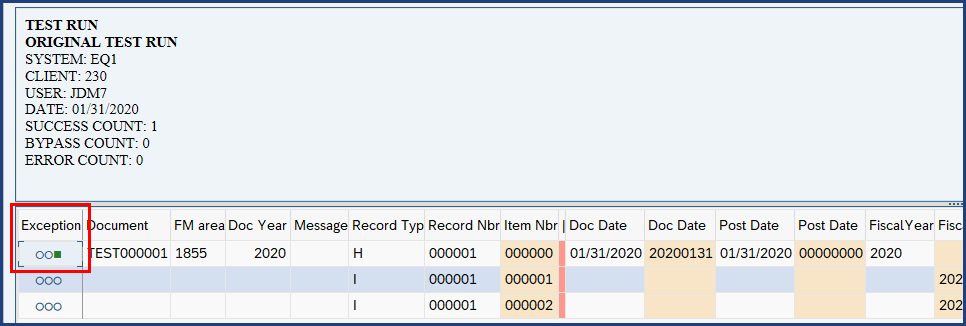 TEST RUN
ORIGINAL TEST RUN
SYSTEM: EQ1
CLIENT: 230
USER: JDM7
DATE: 01/31/2020
SUCCESS COUNT: 1
BYPASS COUNT: 0
ERROR COUNT: 0
Exception Document FM area Doc Year Message Record Typ Record Nbr Item Nbr | Doc Date Doc Date Post Date Post Date FiscalYear Fisca
TEST000001 1855 2020 H 000001 000000 01/31/2020 20200131 01/31/2020 00000000 2020
I 000001 000001 202
I 000001 000002 202